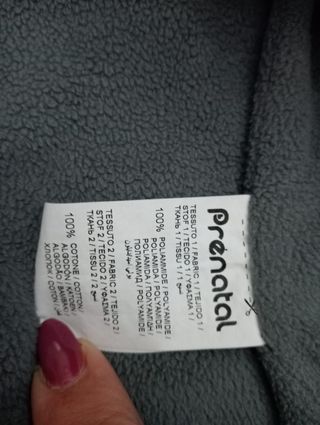 Prénatal
TESSUTO 1 / FABRIC 1 / TEJIDO 1 /
STOF 1 / TECIDO 1 / ΥΦΑΣΜΑ 1 /
ТКАНЬ 1 / TISSU 1 /
100% POLIAMMIDE / POLYAMIDE /
POLIAMIDA / POLYAMIDE /
POLIAMIDA / ΠΟΛΥΑΜΙΔΗ /
ПОЛИАМИД / POLYAMIDE /
TESSUTO 2 / FABRIC 2 / TEJIDO 2 /
STOF 2 / TECIDO 2 / ΥΦΑΣΜΑ 2 /
ТКАНЬ 2 / TISSU 2 /
100% COTONE / COTTON /
ALGODON / KATOEN /
ALGODÃO / ΒΑΜΒΑΚΙ /
ХЛОПОК / COTON /